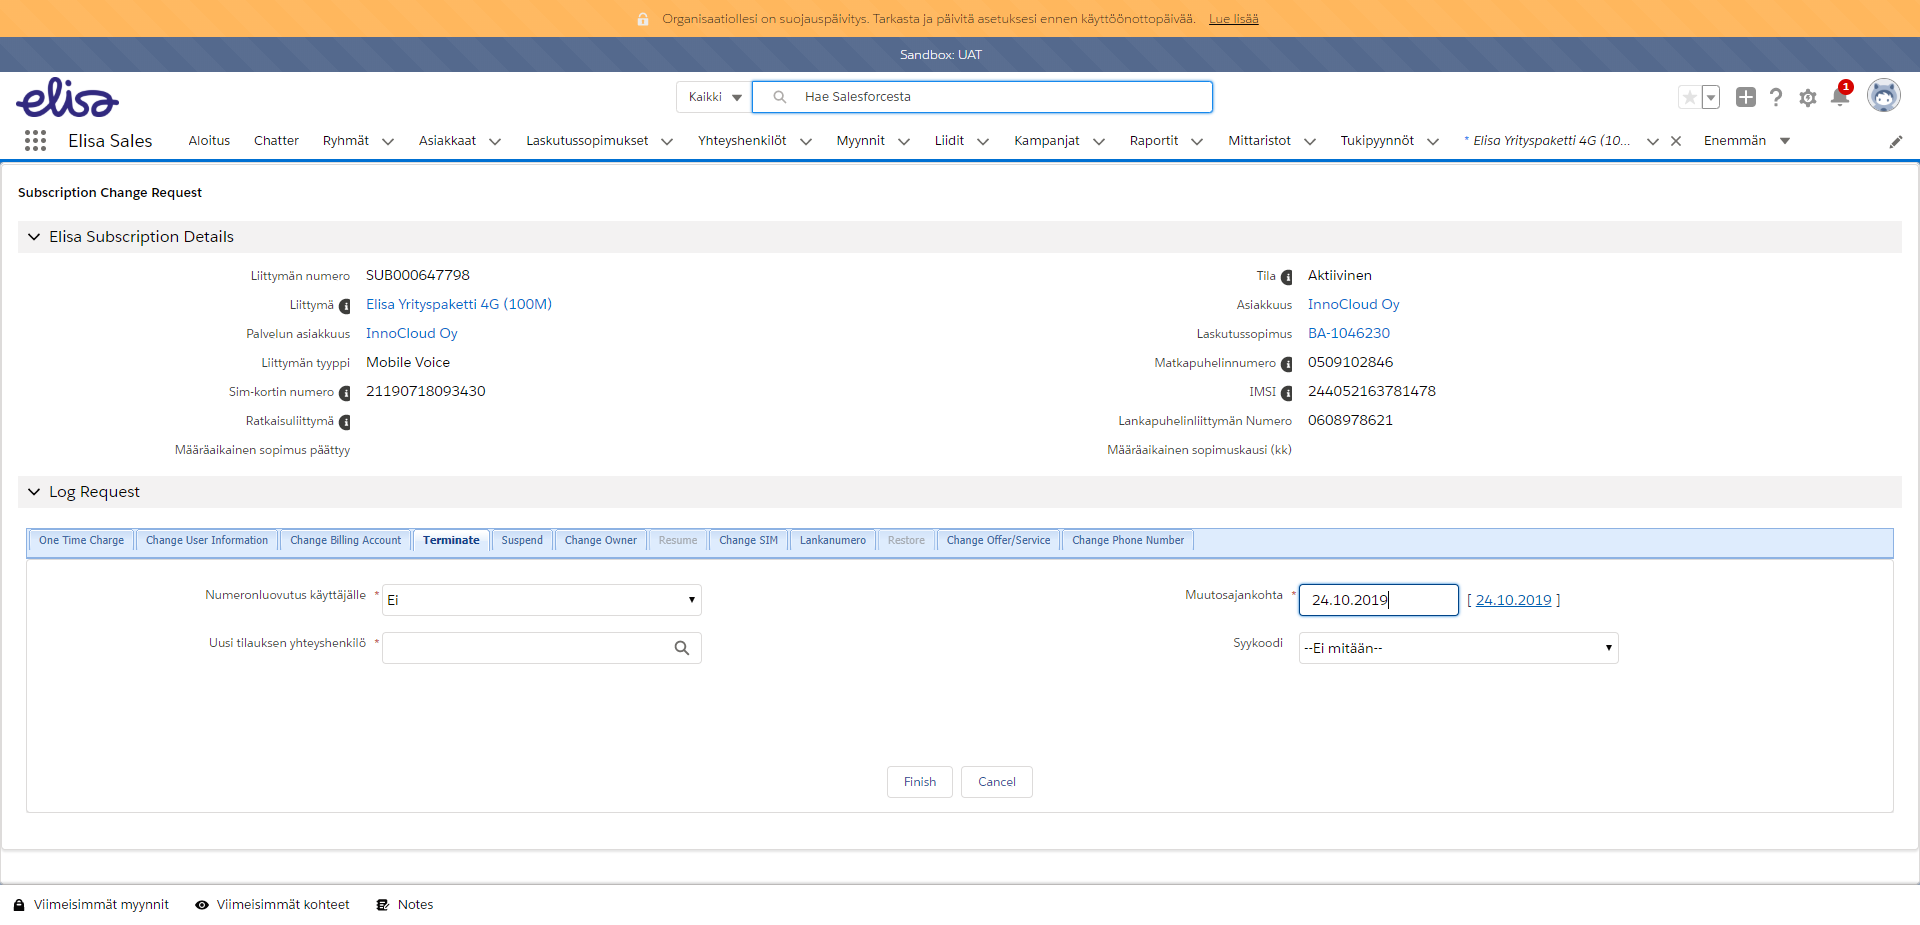 Organisaatiollesi on suojauspäivitys. Tarkasta ja päivitä asetuksesi ennen käyttöönottopäivää. Lue lisää
Sandbox: UAT
elisa
Kaikki Hae Salesforcesta
1
Elisa Sales Aloitus Chatter Ryhmät Asiakkaat Laskutussopimukset Yhteyshenkilöt Myynnit Liidit Kampanjat Raportit Mittaristot Tukipyynnöt * Elisa Yrityspaketti 4G (10... Enemmän
Subscription Change Request
Elisa Subscription Details
Liittymän numero SUB000647798 Tila Aktiivinen
Liittymä Elisa Yrityspaketti 4G (100M) Asiakkuus InnoCloud Oy
Palvelun asiakkuus InnoCloud Oy Laskutussopimus BA-1046230
Liittymän tyyppi Mobile Voice Matkapuhelinnumero 0509102846
Sim-kortin numero 21190718093430 IMSI 244052163781478
Ratkaisuliittymä Lankapuhelinliittymän Numero 0608978621
Määräaikainen sopimus päättyy Määräaikainen sopimuskausi (kk)
Log Request
One Time Charge Change User Information Change Billing Account Terminate Suspend Change Owner Resume Change SIM Lankanumero Restore Change Offer/Service Change Phone Number
Numeronluovutus käyttäjälle * Ei Muutosajankohta * 24.10.2019 [ 24.10.2019 ]
Uusi tilauksen yhteyshenkilö * Syykoodi --Ei mitään--
Finish Cancel
Viimeisimmät myynnit Viimeisimmät kohteet Notes